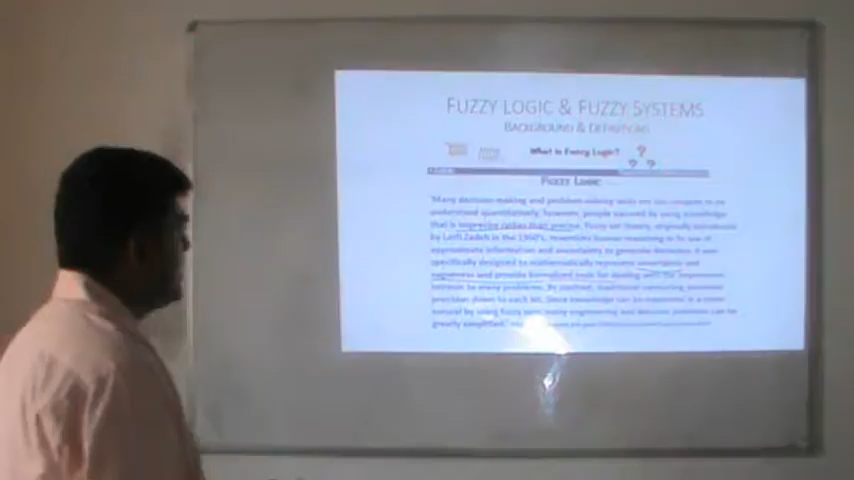 FUZZY LOGIC & FUZZY SYSTEMS
BACKGROUND & DEFINITIONS
What is Fuzzy Logic? ? ? ?
FUZZY LOGIC
"Many decision-making and problem-solving tasks are too complex to be
understood quantitatively, however, people succeed by using knowledge
that is imprecise rather than precise. Fuzzy set theory, originally introduced
by Lotfi Zadeh in the 1960's, resembles human reasoning in its use of
approximate information and uncertainty to generate decisions. It was
specifically designed to mathematically represent uncertainty and
vagueness and provide formalized tools for dealing with the imprecision
intrinsic to many problems. By contrast, traditional computing demands
precision down to each bit. Since knowledge can be expressed in a more
natural by using fuzzy sets, many engineering and decision problems can be
greatly simplified."